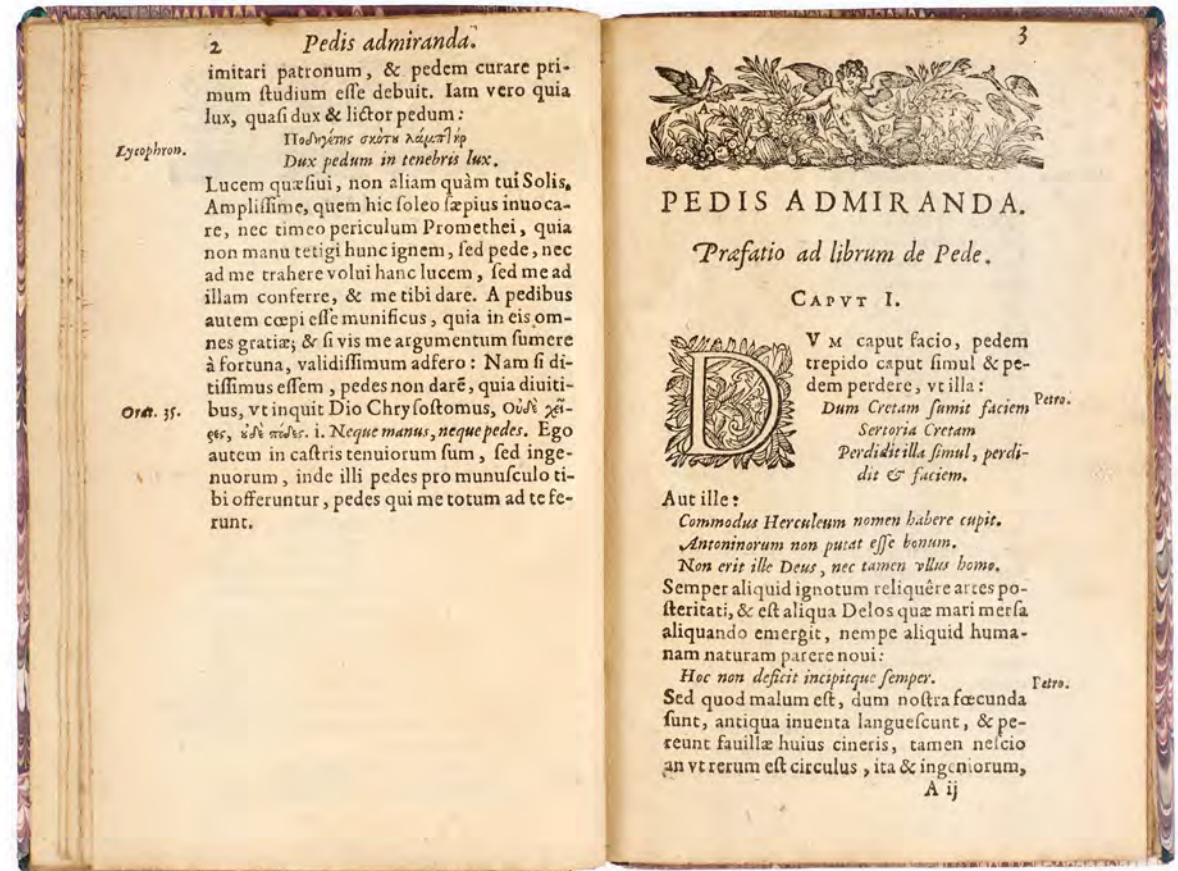 2 Pedis admiranda.
imitari patronum, & pedem curare pri-
mum ſtudium eſſe debuit. Iam vero quia
lux, quaſi dux & lictor pedum:
Lycophron.
Ποδηγέτης σκότου λάμπτηρ
Dux pedum in tenebris lux.
Lucem quæſiui, non aliam quàm tui Solis,
Ampliſſime, quem hic ſoleo ſæpius inuoca-
re, nec timeo periculum Promethei, quia
non manu tetigi hunc ignem, ſed pede, nec
ad me trahere volui hanc lucem, ſed me ad
illam conferre, & me tibi dare. A pedibus
autem cœpi eſſe munificus, quia in eis om-
nes gratiæ; & ſi vis me argumentum ſumere
à fortuna, validiſſimum adfero: Nam ſi di-
tiſſimus eſſem, pedes non darẽ, quia diuiti-
Orat. 35.
bus, vt inquit Dio Chryſoſtomus, Οὐδὲ χεῖ-
ρες, οὐδὲ πόδες. i. Neque manus, neque pedes. Ego
autem in caſtris tenuiorum ſum, ſed inge-
nuorum, inde illi pedes pro munuſculo ti-
bi offeruntur, pedes qui me totum ad te fe-
runt.
3
A
PEDIS ADMIRANDA.
Præfatio ad librum de Pede.
CAPVT I.
DVM caput facio, pedem
trepido caput ſimul & pe-
dem perdere, vt illa:
Dum Cretam ſumit faciem
Petro.
Sertoria Cretam
Perdidit illa ſimul, perdi-
dit & faciem.
Aut ille:
Commodus Herculeum nomen habere cupit.
Antoninorum non putat eſſe bonum.
Non erit ille Deus, nec tamen vllus homo.
Semper aliquid ignotum reliquêre artes po-
ſteritati, & eſt aliqua Delos quæ mari merſa
aliquando emergit, nempe aliquid huma-
nam naturam parere noui:
Hoc non deficit incipitque ſemper.
Petro.
Sed quod malum eſt, dum noſtra fœcunda
ſunt, antiqua inuenta langueſcunt, & pe-
reunt fauillæ huius cineris, tamen neſcio
an vt rerum eſt circulus, ita & ingeniorum,
A ij